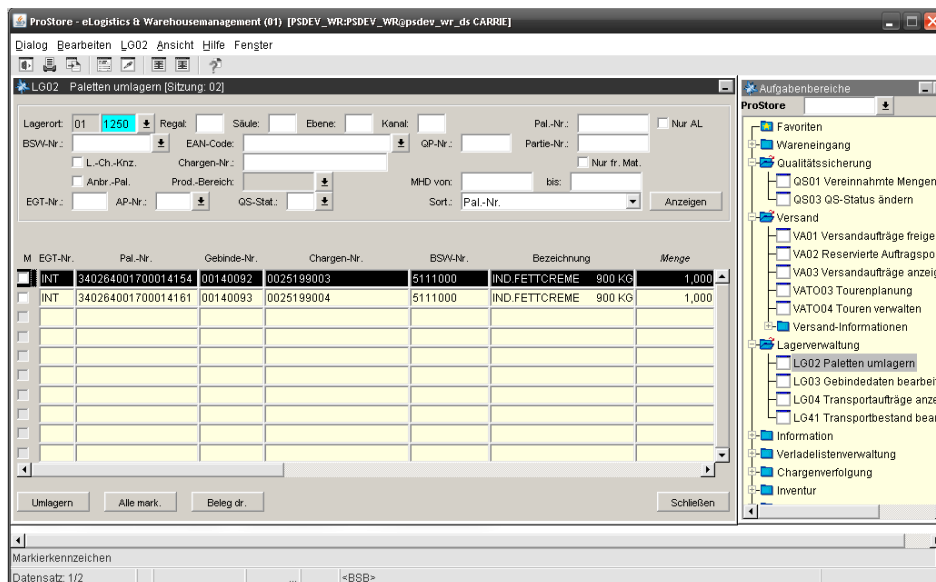 ProStore - eLogistics & Warehousemanagement (01) [PSDEV_WR:PSDEV_WR@psdev_wr_ds CARRIE]
Dialog Bearbeiten LG02 Ansicht Hilfe Fenster
LG02 Paletten umlagern [Sitzung: 02]
Lagerort: 01 1250 Regal: Säule: Ebene: Kanal: Pal.-Nr.: Nur AL
BSW-Nr.: EAN-Code: QP-Nr.: Partie-Nr.:
L.-Ch.-Knz. Chargen-Nr.: Nur fr. Mat.
Anbr.-Pal. Prod.-Bereich: MHD von: bis:
EGT-Nr.: AP-Nr.: QS-Stat.: Sort.: Pal.-Nr. Anzeigen
M EGT-Nr. Pal.-Nr. Gebinde-Nr. Chargen-Nr. BSW-Nr. Bezeichnung Menge
INT 340264001700014154 00140092 0025199003 5111000 IND.FETTCREME 900 KG 1,000
INT 340264001700014161 00140093 0025199004 5111000 IND.FETTCREME 900 KG 1,000
Umlagern Alle mark. Beleg dr. Schließen
Aufgabenbereiche
ProStore
Favoriten
Wareneingang
Qualitätssicherung
QS01 Vereinnahmte Mengen
QS03 QS-Status ändern
Versand
VA01 Versandaufträge freige
VA02 Reservierte Auftragspo
VA03 Versandaufträge anzeig
VATO03 Tourenplanung
VATO04 Touren verwalten
Versand-Informationen
Lagerverwaltung
LG02 Paletten umlagern
LG03 Gebindedaten bearbeit
LG04 Transportaufträge anze
LG41 Transportbestand bear
Information
Verladelistenverwaltung
Chargenverfolgung
Inventur
Markierkennzeichen
Datensatz: 1/2 ... <BSB>